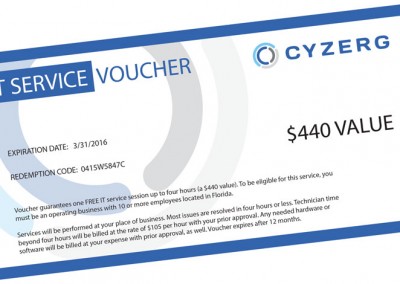 IT SERVICE VOUCHER
CYZERG
EXPIRATION DATE: 3/31/2016
$440 VALUE
REDEMPTION CODE: 0415W5847C
Voucher guarantees one FREE IT service session up to four hours (a $440 value). To be eligible for this service, you
must be an operating business with 10 or more employees located in Florida.
Services will be performed at your place of business. Most issues are resolved in four hours or less. Technician time
beyond four hours will be billed at the rate of $105 per hour with your prior approval. Any needed hardware or
software will be billed at your expense with prior approval, as well. Voucher expires after 12 months.